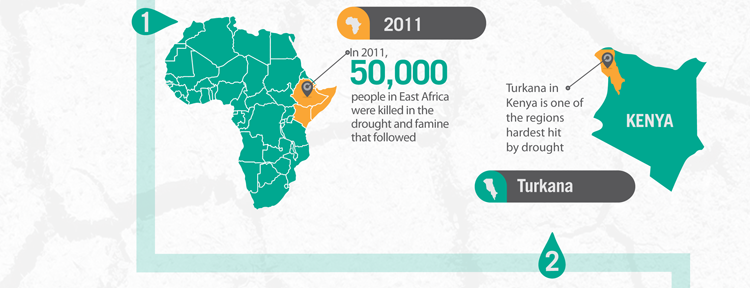 1
2011
In 2011,
50,000
people in East Africa
were killed in the
drought and famine
that followed
Turkana in
Kenya is one of
the regions
hardest hit
by drought
KENYA
Turkana
2